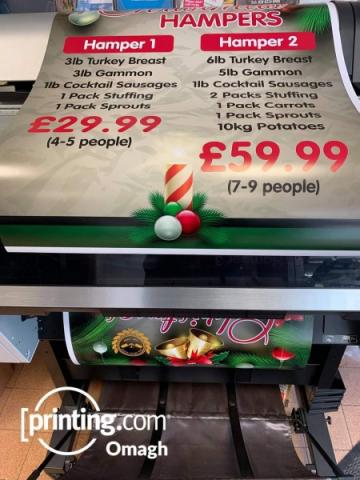 HAMPERS
Hamper 1
3lb Turkey Breast
3lb Gammon
1lb Cocktail Sausages
1 Pack Stuffing
1 Pack Sprouts
£29.99
(4-5 people)
Hamper 2
6lb Turkey Breast
5lb Gammon
1lb Cocktail Sausages
2 Packs Stuffing
1 Pack Carrots
1 Pack Sprouts
10kg Potatoes
£59.99
(7-9 people)
[printing.com]
Omagh